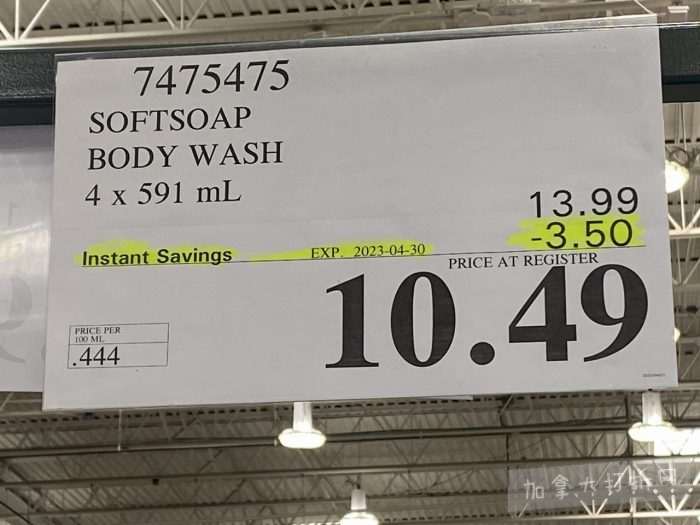 7475475
SOFTSOAP
BODY WASH
4 x 591 mL
13.99
-3.50
Instant Savings EXP. 2023-04-30
PRICE AT REGISTER
10.49
PRICE PER
100 ML
.444
加拿大打折网